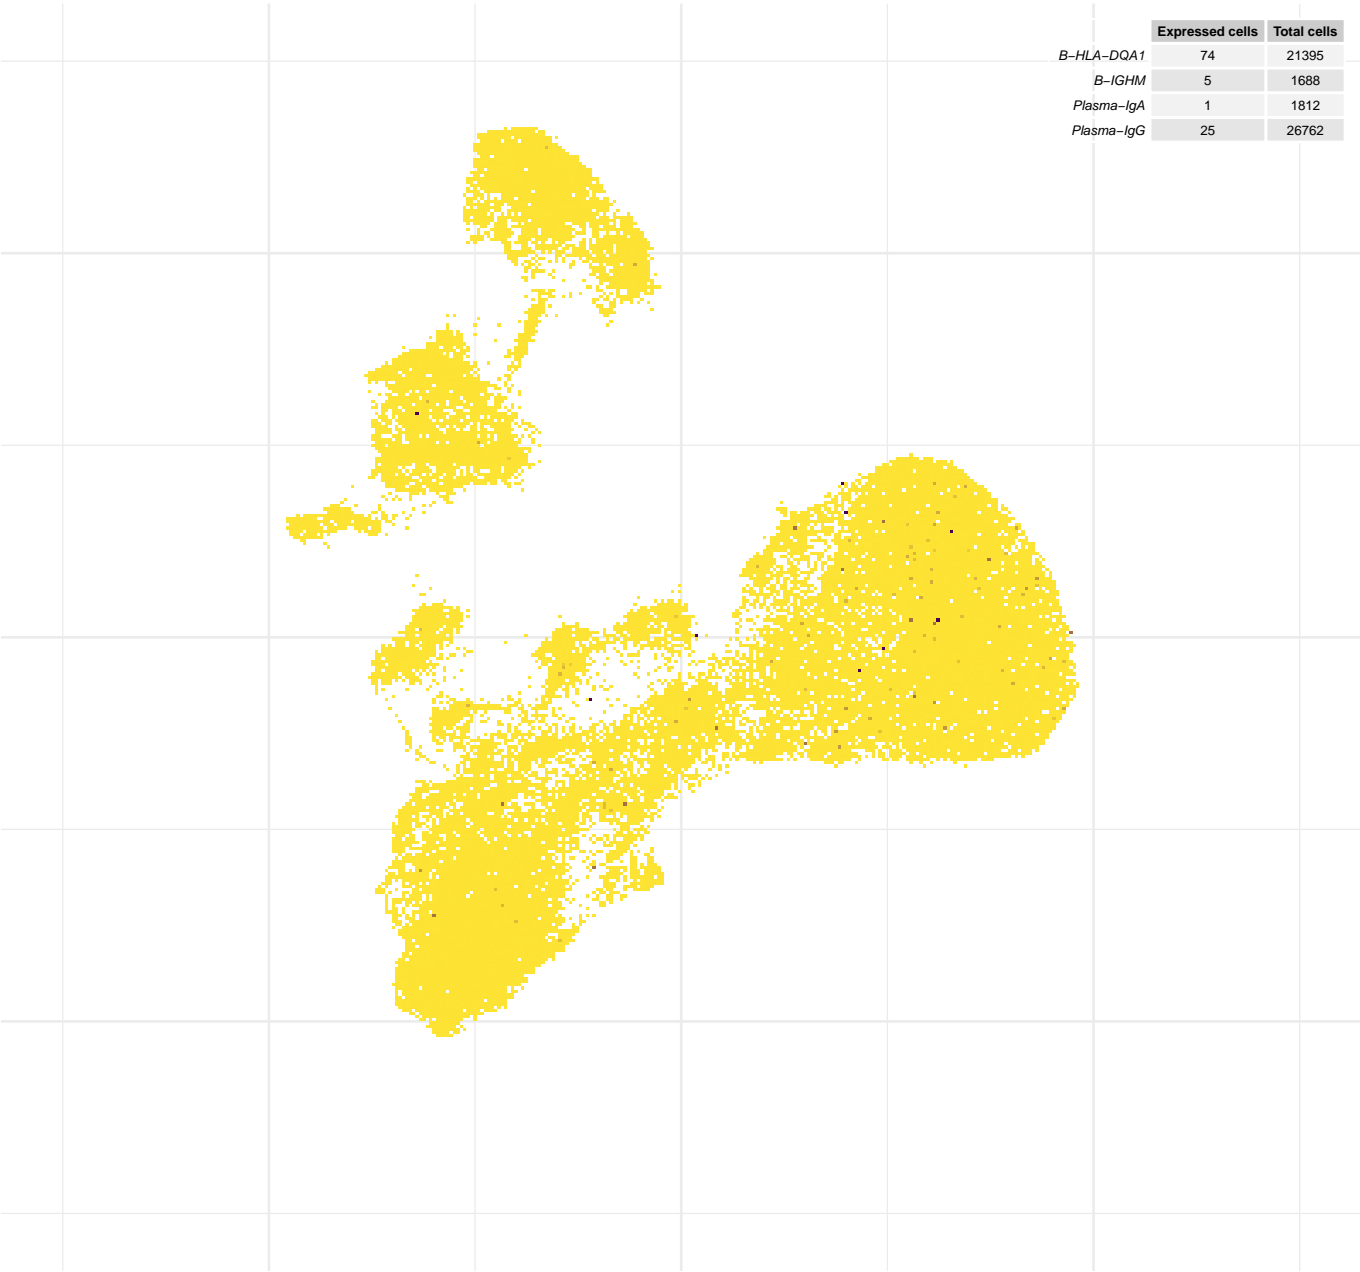 Expressed cells Total cells
B−HLA−DQA1 74 21395
B−IGHM 5 1688
Plasma−IgA 1 1812
Plasma−IgG 25 26762